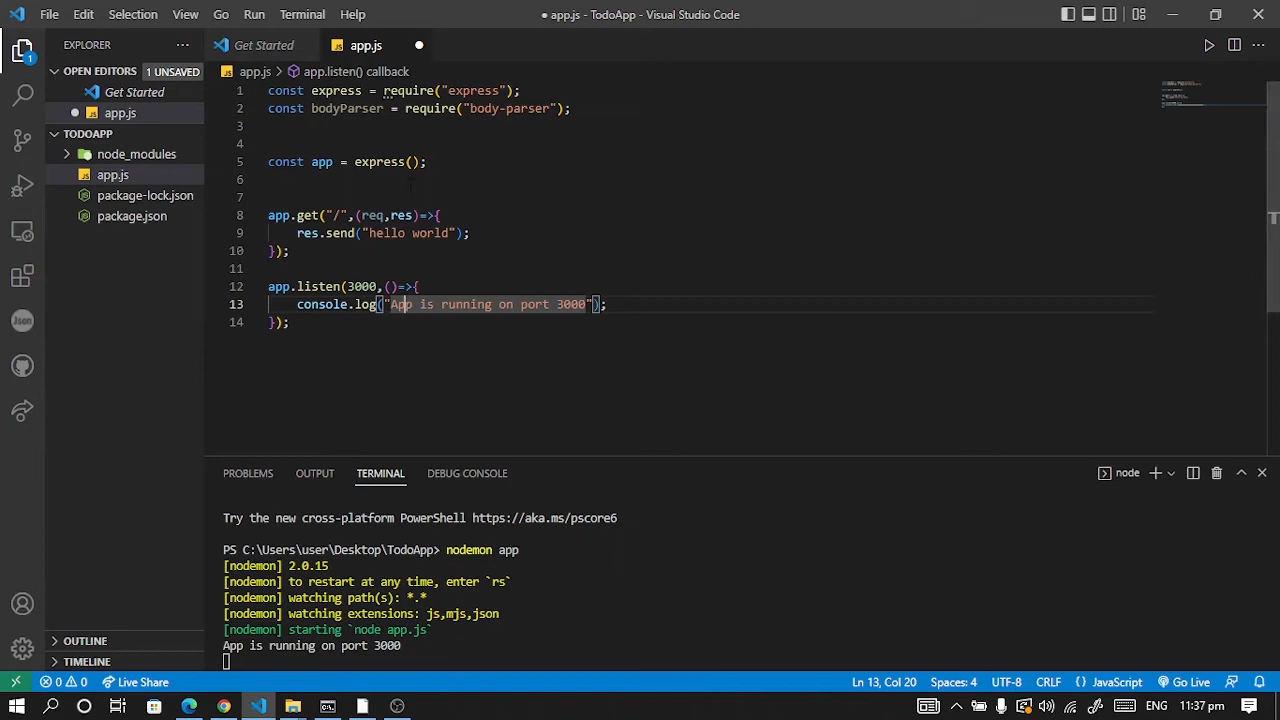 File Edit Selection View Go Run Terminal Help
● app.js - TodoApp - Visual Studio Code
EXPLORER
OPEN EDITORS 1 UNSAVED
Get Started
app.js
TODOAPP
node_modules
app.js
package-lock.json
package.json
OUTLINE
TIMELINE
1
Json
Get Started app.js
app.js > app.listen() callback
1 const express = require("express");
2 const bodyParser = require("body-parser");
3
4
5 const app = express();
6
7
8 app.get("/",(req,res)=>{
9 res.send("hello world");
10 });
11
12 app.listen(3000,()=>{
13 console.log("App is running on port 3000");
14 });
PROBLEMS OUTPUT TERMINAL DEBUG CONSOLE
node
Try the new cross-platform PowerShell https://aka.ms/pscore6
PS C:\Users\user\Desktop\TodoApp> nodemon app
[nodemon] 2.0.15
[nodemon] to restart at any time, enter `rs`
[nodemon] watching path(s): *.*
[nodemon] watching extensions: js,mjs,json
[nodemon] starting `node app.js`
App is running on port 3000
0 0 Live Share
Ln 13, Col 20 Spaces: 4 UTF-8 CRLF {} JavaScript Go Live
ENG 11:37 pm